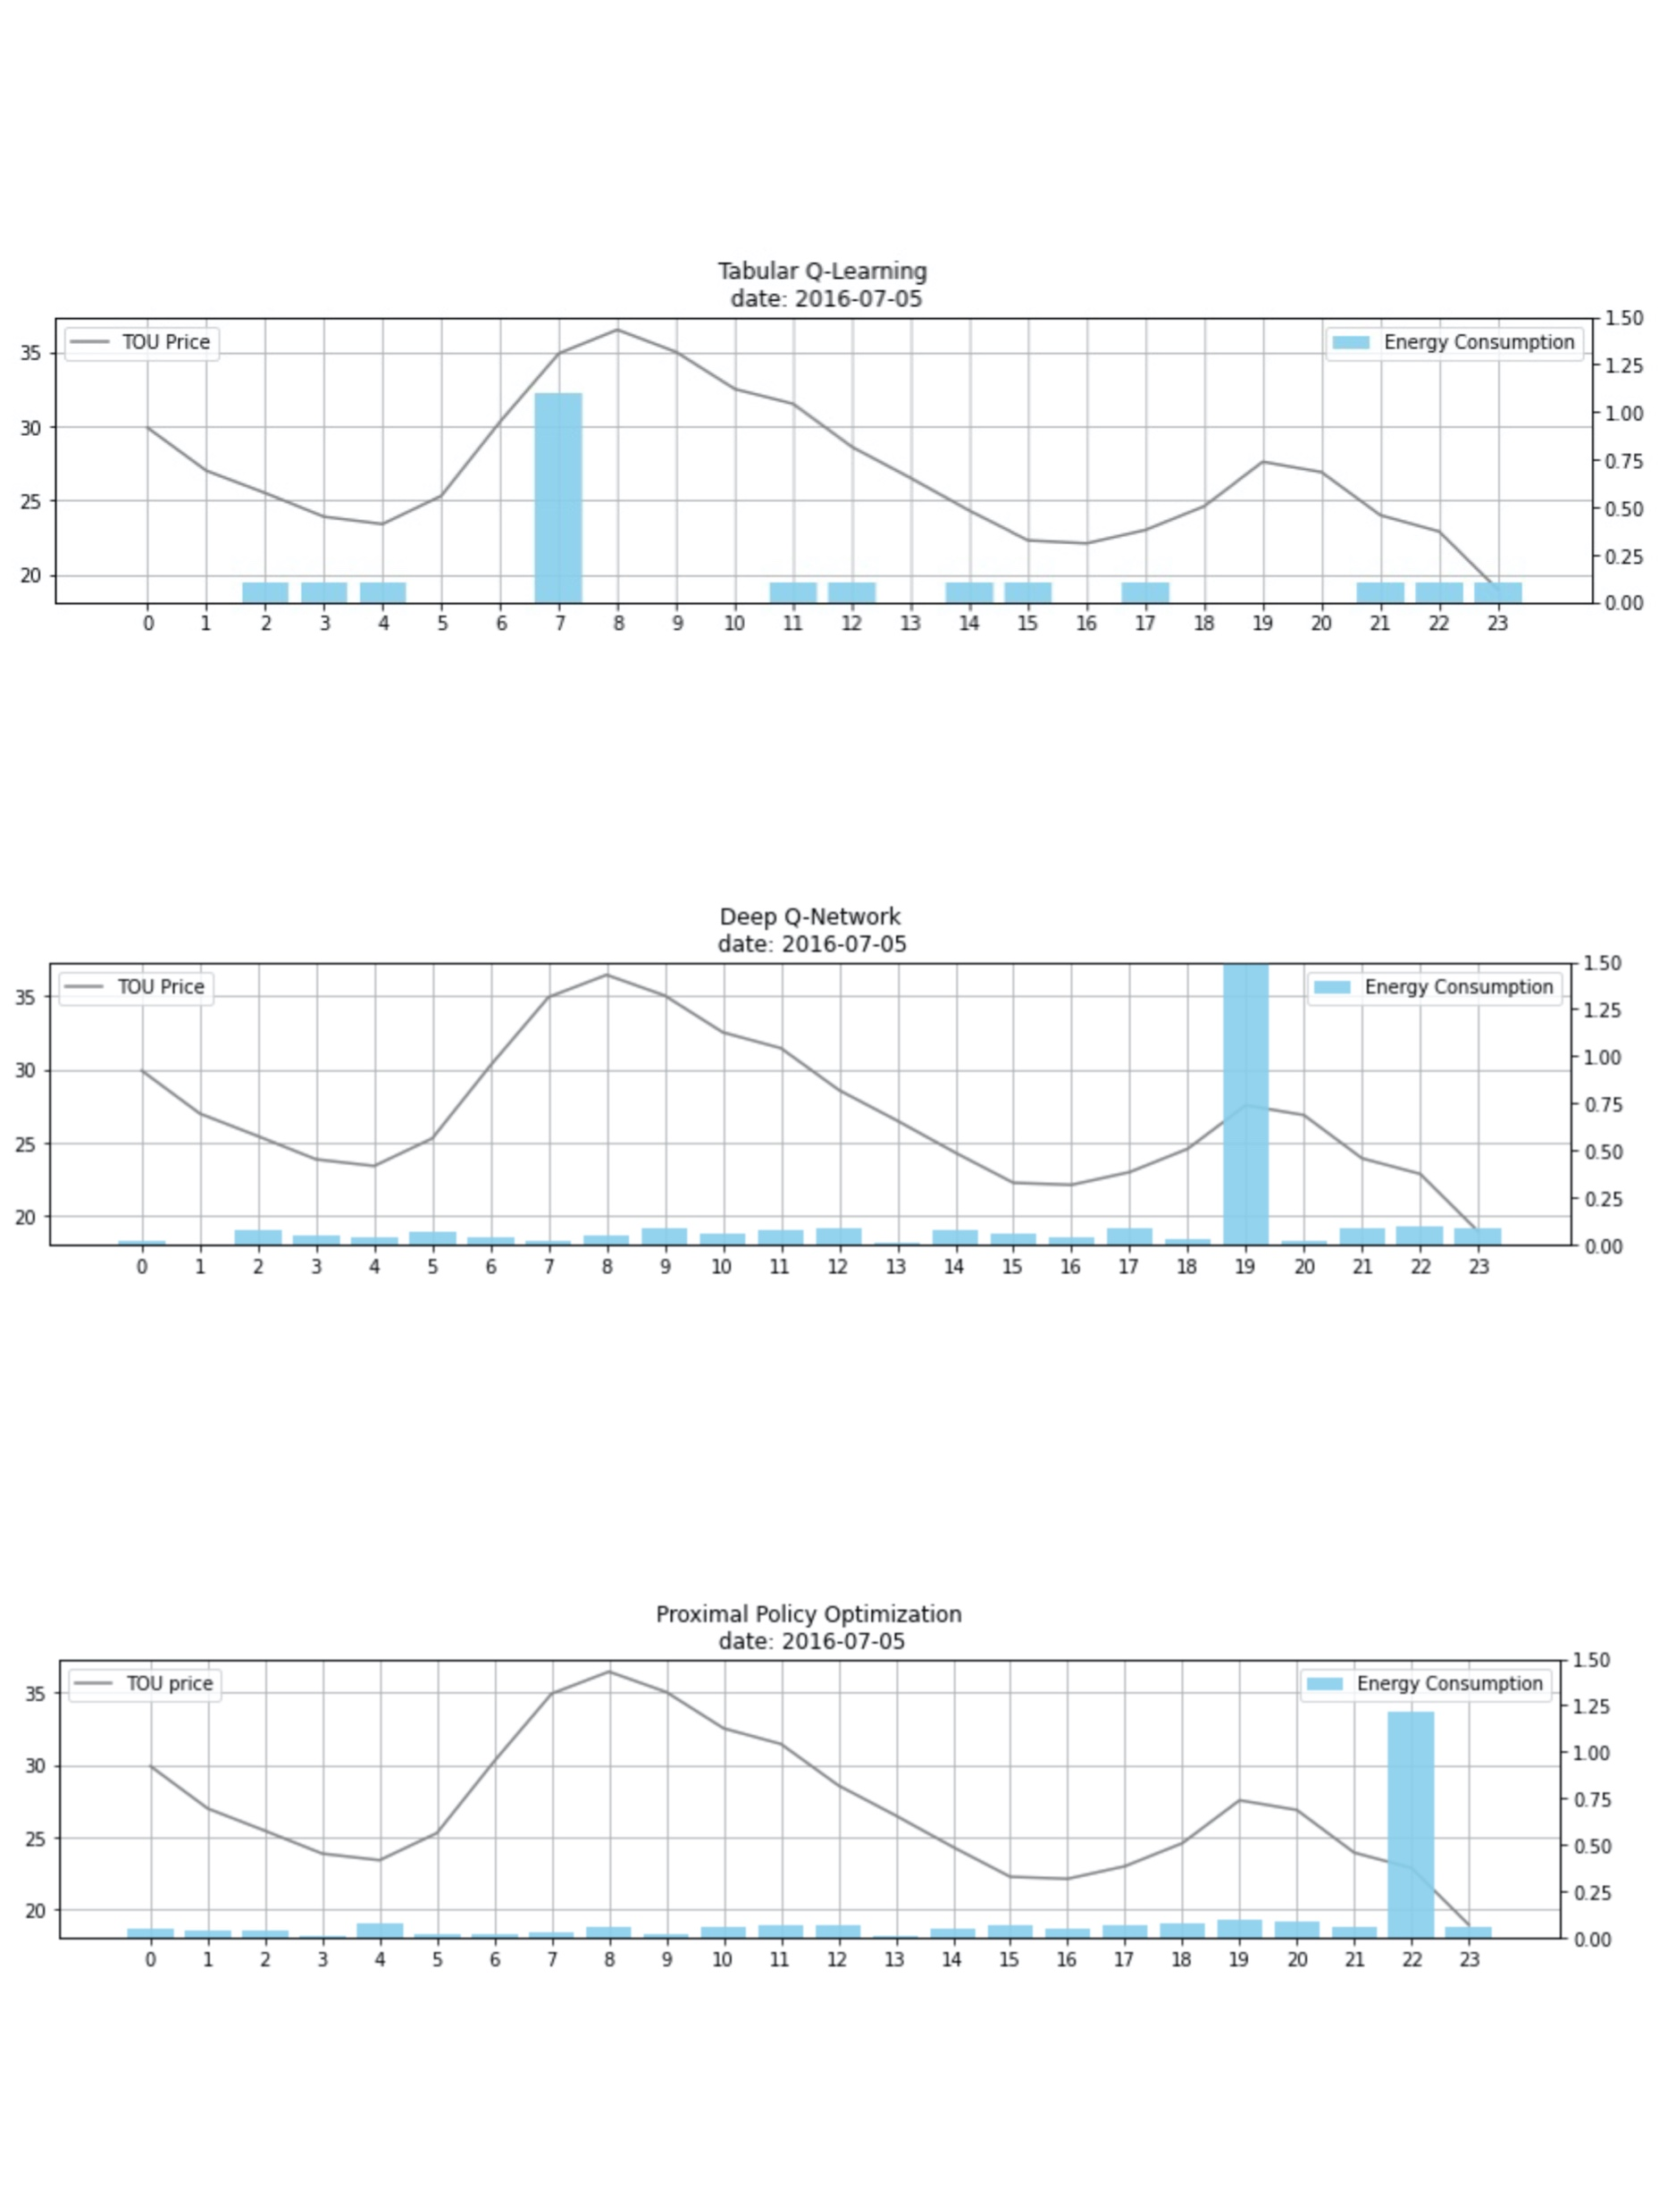 Tabular Q-Learning
date: 2016-07-05
TOU Price
Energy Consumption
35
30
25
20
1.50
1.25
1.00
0.75
0.50
0.25
0.00
0 1 2 3 4 5 6 7 8 9 10 11 12 13 14 15 16 17 18 19 20 21 22 23
Deep Q-Network
date: 2016-07-05
TOU Price
Energy Consumption
35
30
25
20
1.50
1.25
1.00
0.75
0.50
0.25
0.00
0 1 2 3 4 5 6 7 8 9 10 11 12 13 14 15 16 17 18 19 20 21 22 23
Proximal Policy Optimization
date: 2016-07-05
TOU price
Energy Consumption
35
30
25
20
1.50
1.25
1.00
0.75
0.50
0.25
0.00
0 1 2 3 4 5 6 7 8 9 10 11 12 13 14 15 16 17 18 19 20 21 22 23